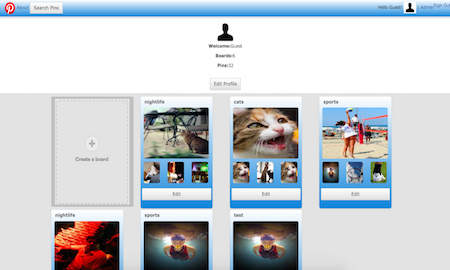 About
Search Pins
Hello Guest
Admin
Sign Out
Welcome:Guest
Boards:6
Pins:32
Edit Profile
Create a board
nightlife
cats
sports
Edit
Edit
Edit
nightlife
sports
test